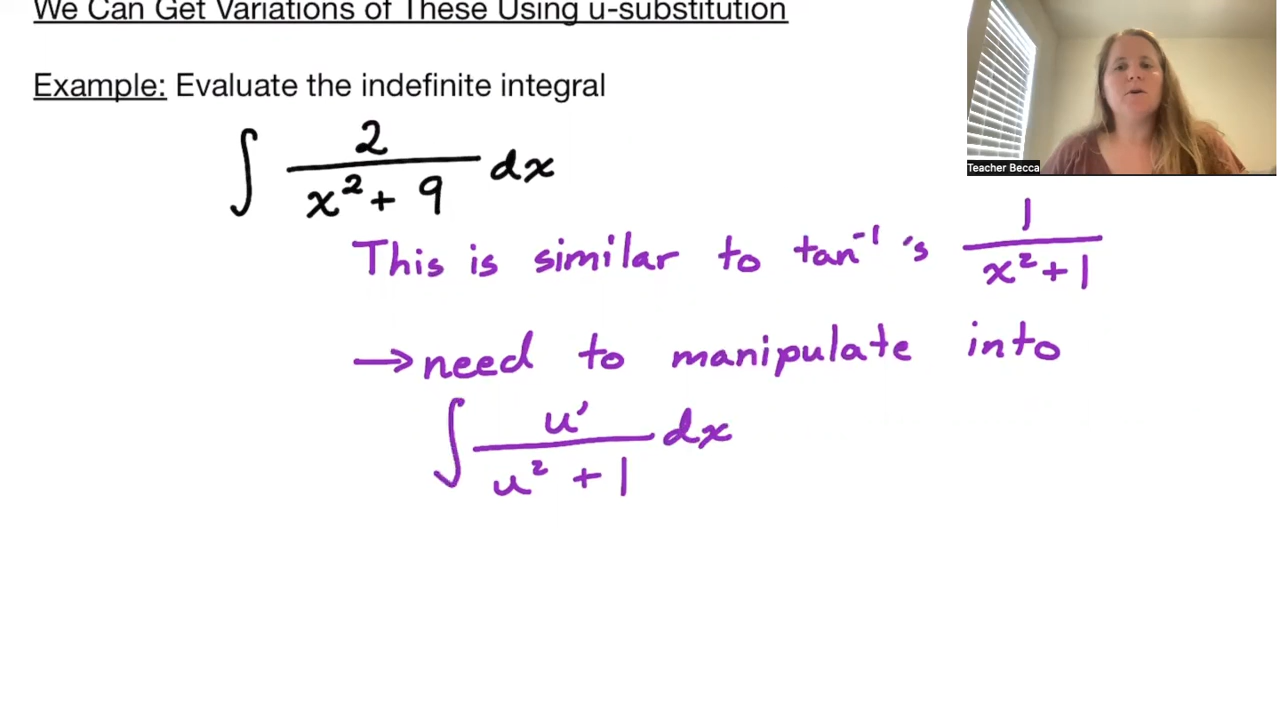 We Can Get Variations of These Using u-substitution
Example: Evaluate the indefinite integral
∫ 2/(x² + 9) dx
Teacher Becca
This is similar to tan⁻¹'s 1/(x² + 1)
→ need to manipulate into
∫ u'/(u² + 1) dx